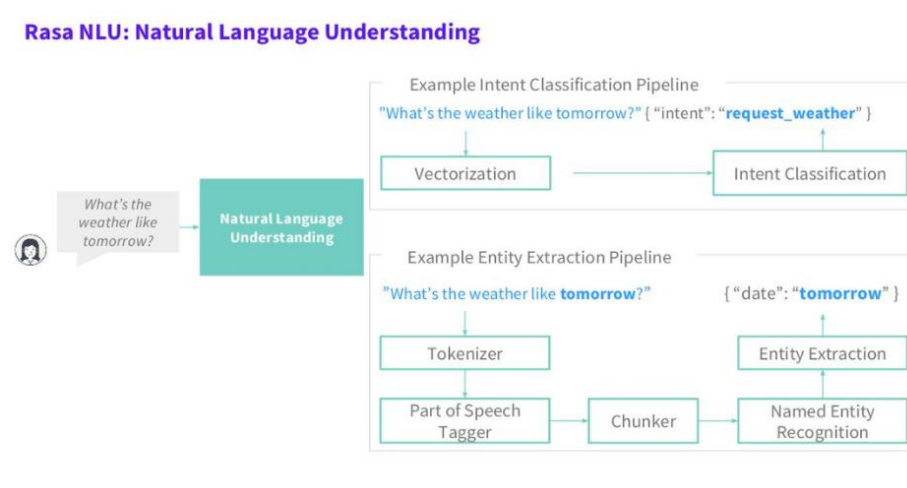 Rasa NLU: Natural Language Understanding
What's the
weather like
tomorrow?
Natural Language
Understanding
Example Intent Classification Pipeline
"What's the weather like tomorrow?" { “intent”: “request_weather” }
Vectorization
Intent Classification
Example Entity Extraction Pipeline
”What's the weather like tomorrow?”
{ “date”: “tomorrow” }
Tokenizer
Entity Extraction
Part of Speech
Tagger
Chunker
Named Entity
Recognition